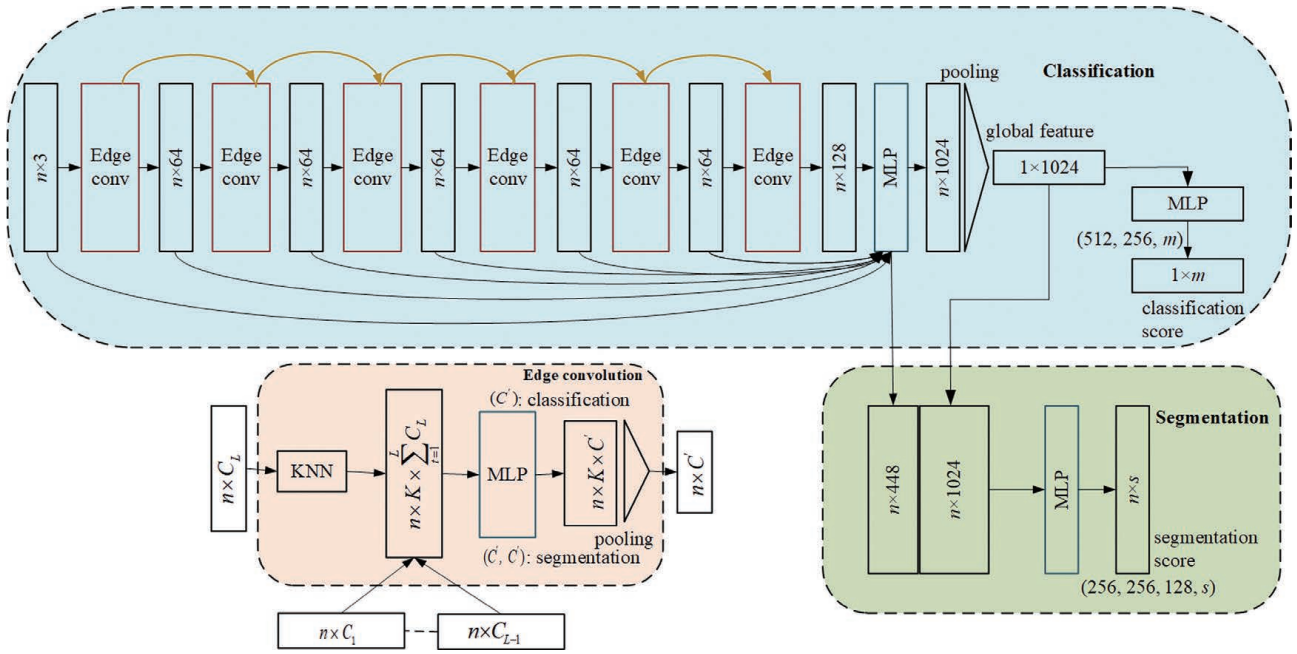 Classification
pooling
global feature
n×3
Edge conv
n×64
Edge conv
n×64
Edge conv
n×64
Edge conv
n×64
Edge conv
n×64
Edge conv
n×128
MLP
n×1024
1×1024
MLP
(512, 256, m)
1×m
classification
score
Edge convolution
(C′): classification
n×C_L
KNN
n×K×∑_{t=1}^{L} C_L
MLP
n×K×C′
n×C′
pooling
(C′, C′): segmentation
n×C₁
n×C_{L-1}
Segmentation
n×448
n×1024
MLP
n×s
segmentation
score
(256, 256, 128, s)